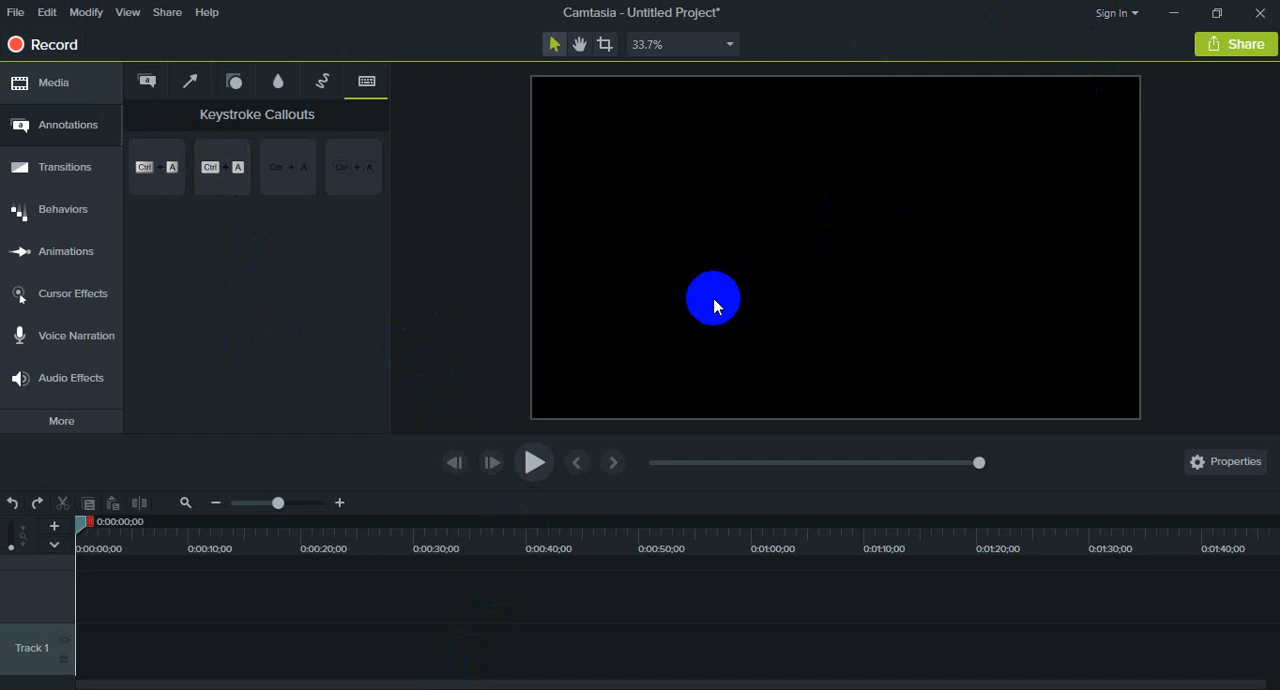 File Edit Modify View Share Help Camtasia - Untitled Project* Sign In
Record 33.7% Share
Media
Annotations
Transitions
Behaviors
Animations
Cursor Effects
Voice Narration
Audio Effects
More
a
Keystroke Callouts
Ctrl + A Ctrl + A Ctrl + A Ctrl + A
Properties
0:00:00;00
0:00:00;00 0:00:10;00 0:00:20;00 0:00:30;00 0:00:40;00 0:00:50;00 0:01:00;00 0:01:10;00 0:01:20;00 0:01:30;00 0:01:40;00
Track 1